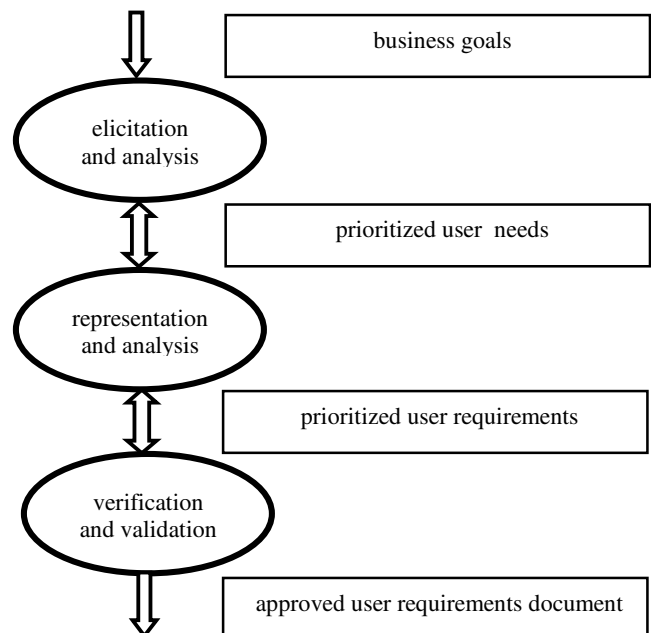 business goals
elicitation
and analysis
prioritized user needs
representation
and analysis
prioritized user requirements
verification
and validation
approved user requirements document